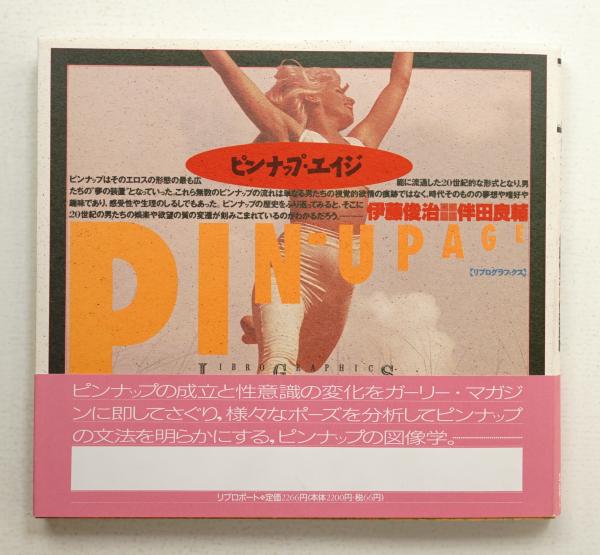 ピンナップ・エイジ
ピンナップはそのエロスの形態の最も広
範に流通した20世紀的な形式となり,男
たちの"夢の装置"となっていった。これら無数のピンナップの流れは単なる男たちの視覚的欲情の痕跡ではなく,時代そのものの夢想や嗜好や
趣味であり,感受性や生理のしるしでもあった。ピンナップの歴史をふり返ってみると、そこに
20世紀の男たちの娯楽や欲望の質の変遷が刻みこまれているのがわかるだろう。
伊藤俊治
伴田良輔
PIN-UP AGE
【リブログラフィクス】
LIBRO GRAPHICS
ピンナップの成立と性意識の変化をガーリー・マガジ
ンに即してさぐり,様々なポーズを分析してピンナップ
の文法を明らかにする,ピンナップの図像学。
リブロポート◆定価2266円(本体2200円・税66円)